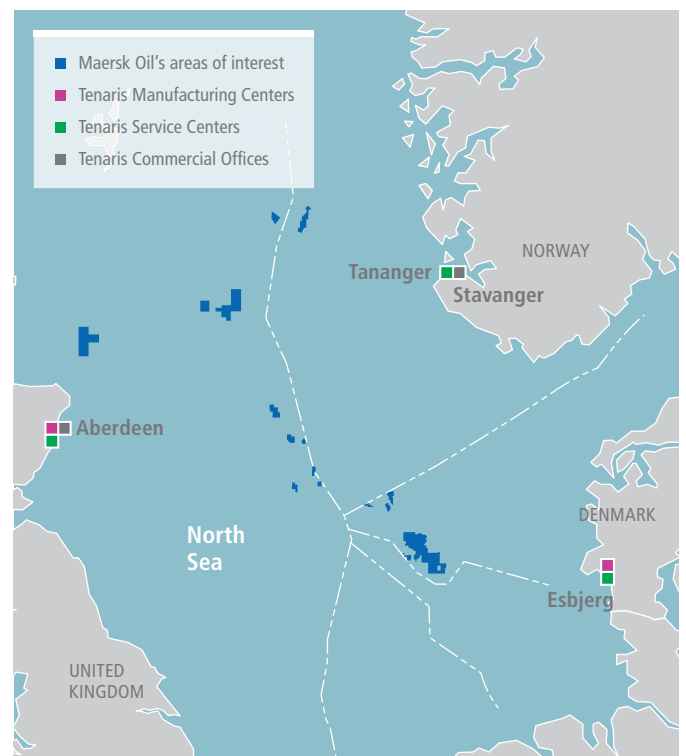 Maersk Oil's areas of interest
Tenaris Manufacturing Centers
Tenaris Service Centers
Tenaris Commercial Offices
NORWAY
Tananger
Stavanger
Aberdeen
DENMARK
North
Sea
Esbjerg
UNITED
KINGDOM